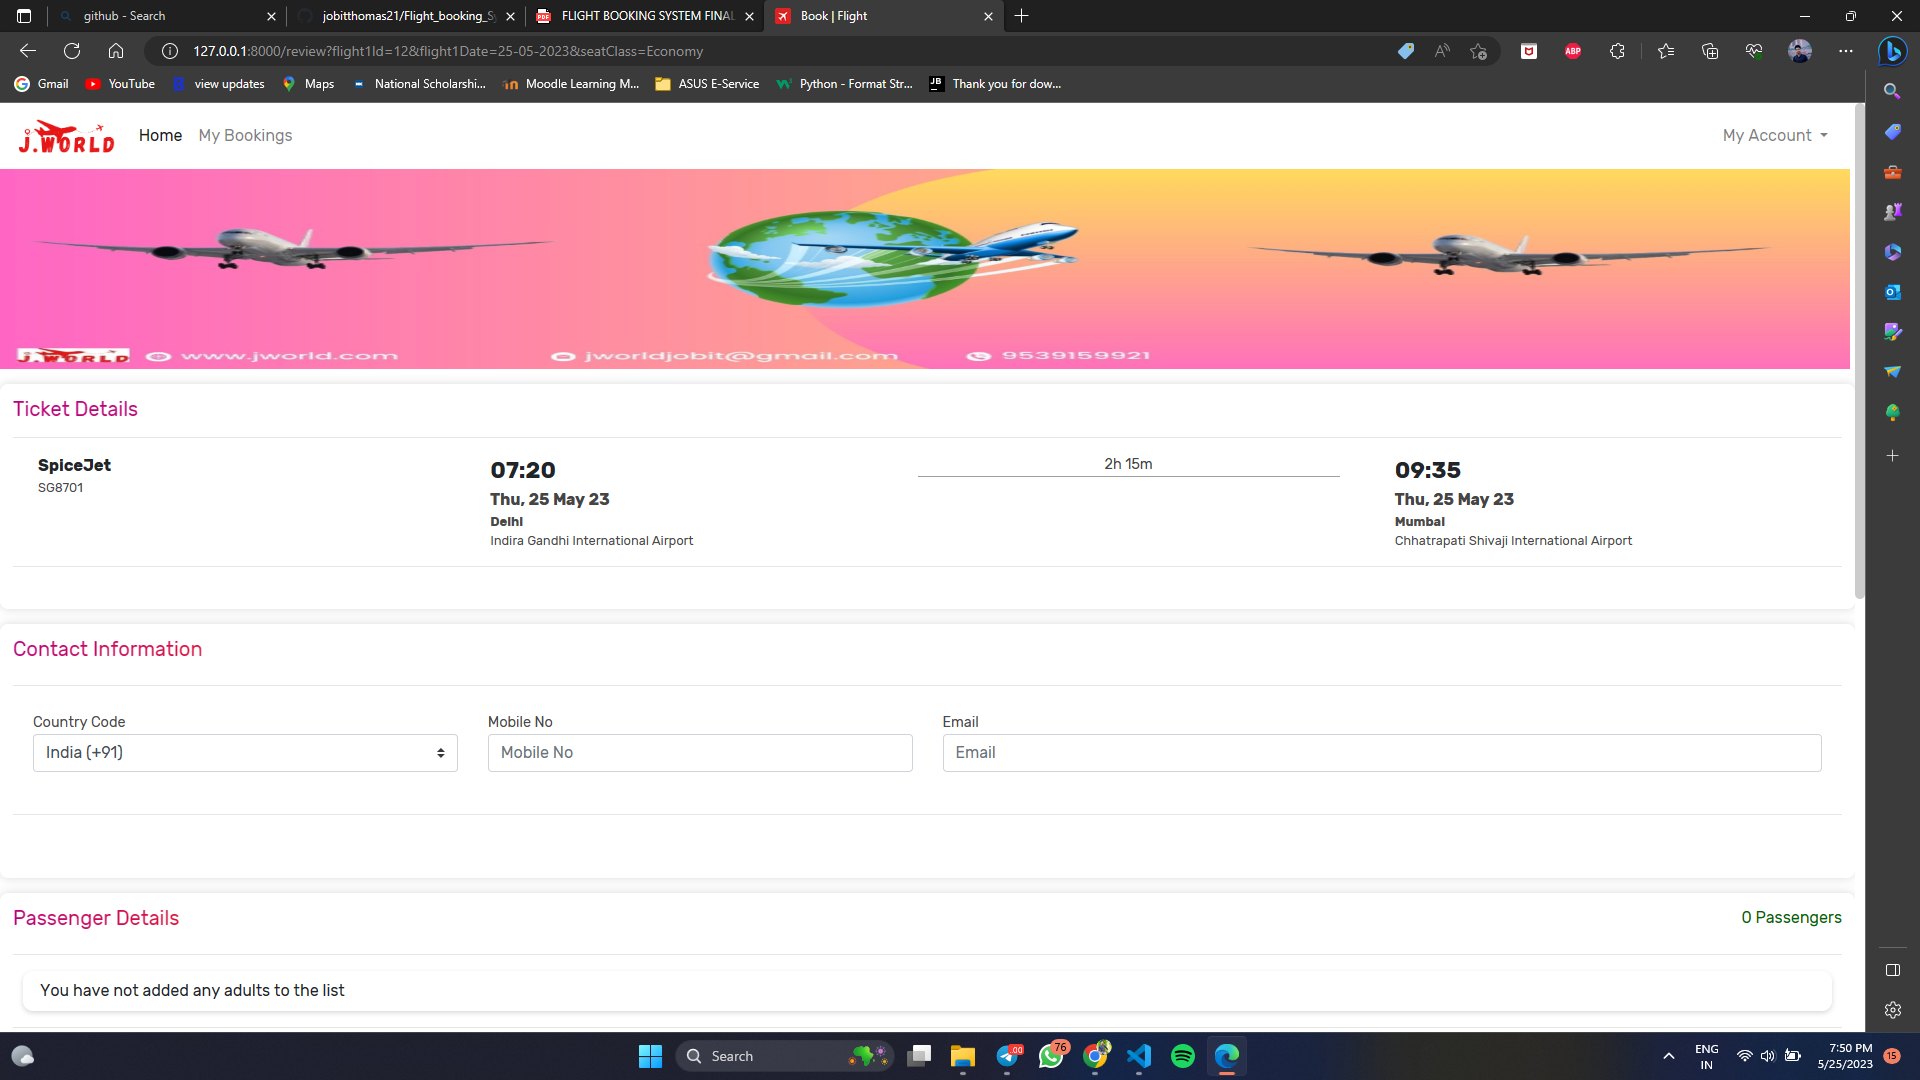 github - Search
jobitthomas21/Flight_booking_Sy
FLIGHT BOOKING SYSTEM FINAL
Book | Flight
127.0.0.1:8000/review?flight1Id=12&flight1Date=25-05-2023&seatClass=Economy
ABP
Gmail
YouTube
view updates
Maps
National Scholarshi...
Moodle Learning M...
ASUS E-Service
Python - Format Str...
Thank you for dow...
J.WORLD
Home
My Bookings
My Account
J.WORLD
www.jworld.com
jworldjobit@gmail.com
9539159921
Ticket Details
SpiceJet
SG8701
07:20
Thu, 25 May 23
Delhi
Indira Gandhi International Airport
2h 15m
09:35
Thu, 25 May 23
Mumbai
Chhatrapati Shivaji International Airport
Contact Information
Country Code
India (+91)
Mobile No
Mobile No
Email
Email
Passenger Details
0 Passengers
You have not added any adults to the list
Search
76
ENG
IN
7:50 PM
5/25/2023
15